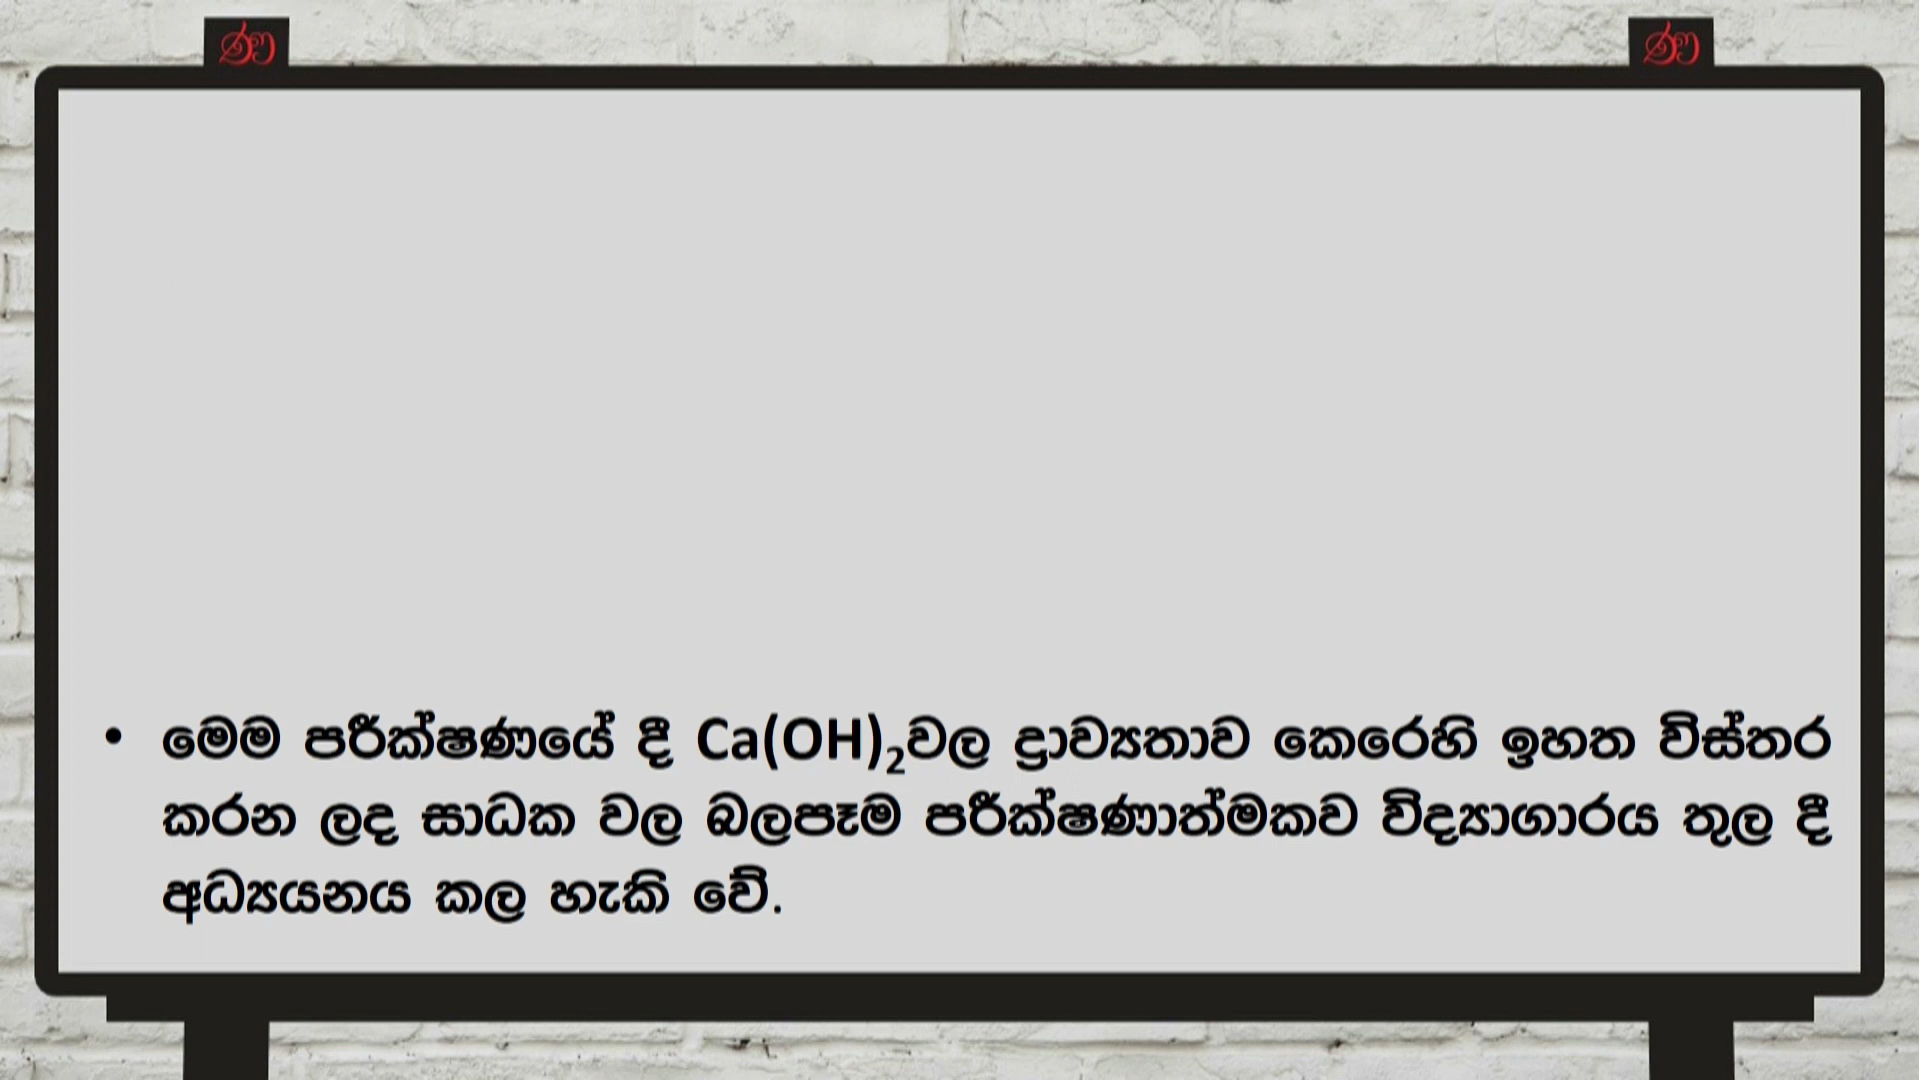 ණු ණු
• මෙම පරීක්ෂණයේ දී Ca(OH)₂වල ද්‍රාව්‍යතාව කෙරෙහි ඉහත විස්තර
කරන ලද සාධක වල බලපෑම පරීක්ෂණාත්මකව විද්‍යාගාරය තුල දී
අධ්‍යයනය කල හැකි වේ.